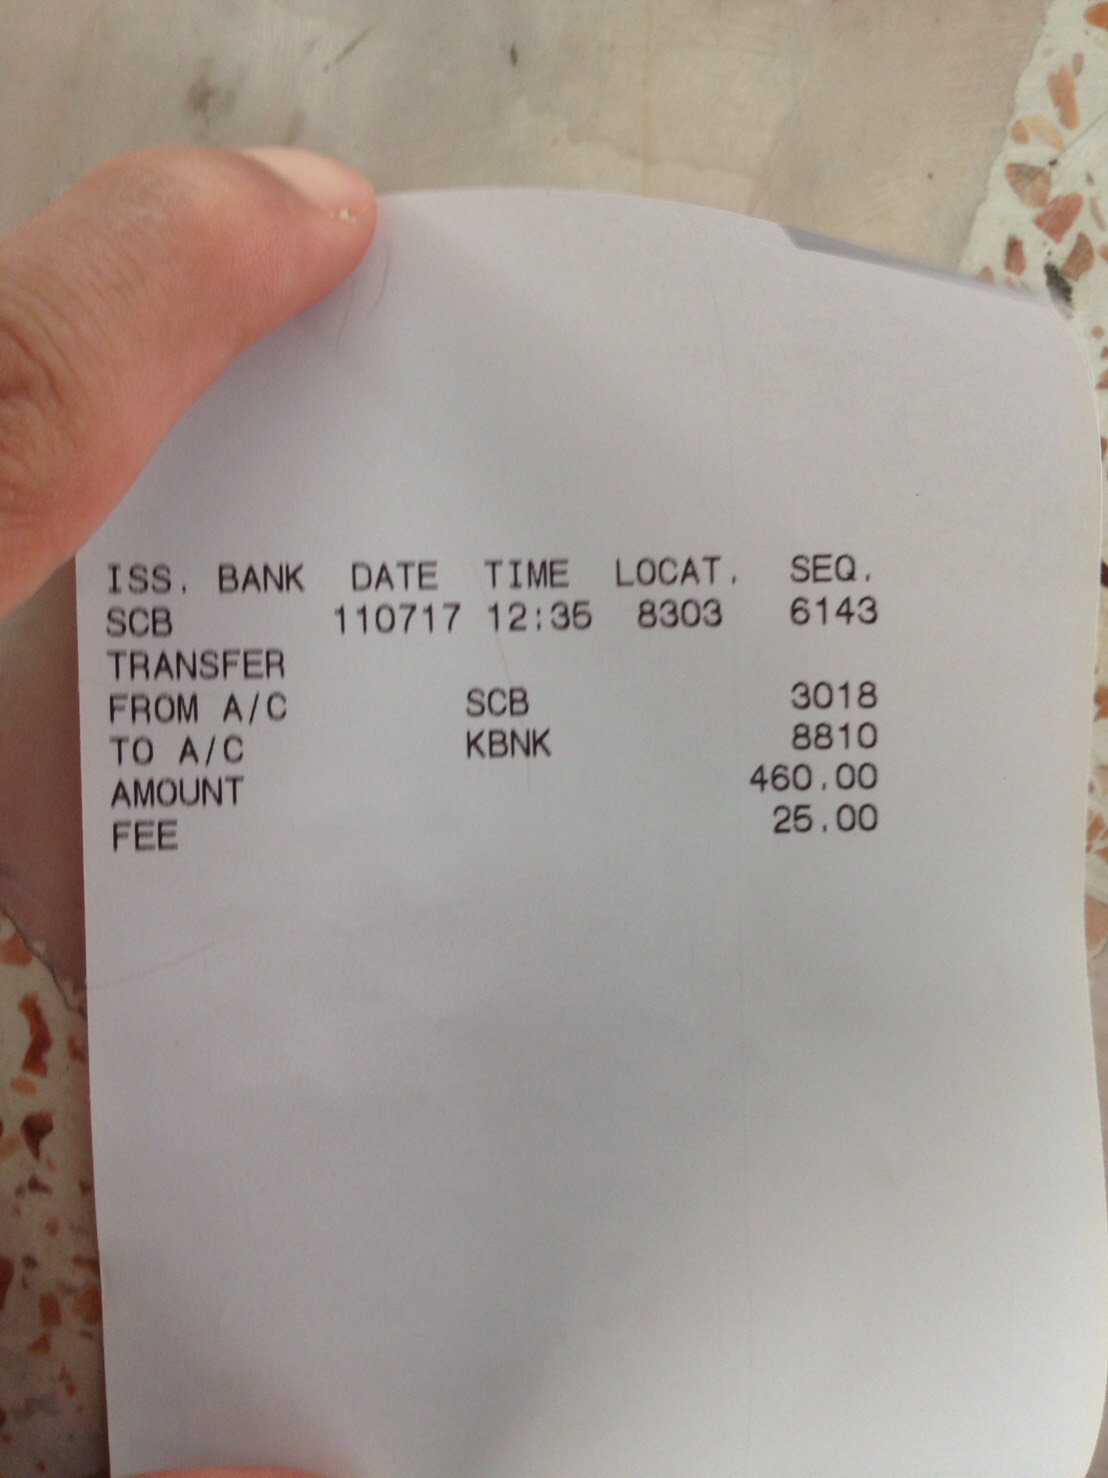 ISS. BANK DATE TIME LOCAT. SEQ.
SCB 110717 12:35 8303 6143
TRANSFER
FROM A/C SCB 3018
TO A/C KBNK 8810
AMOUNT 460.00
FEE 25.00